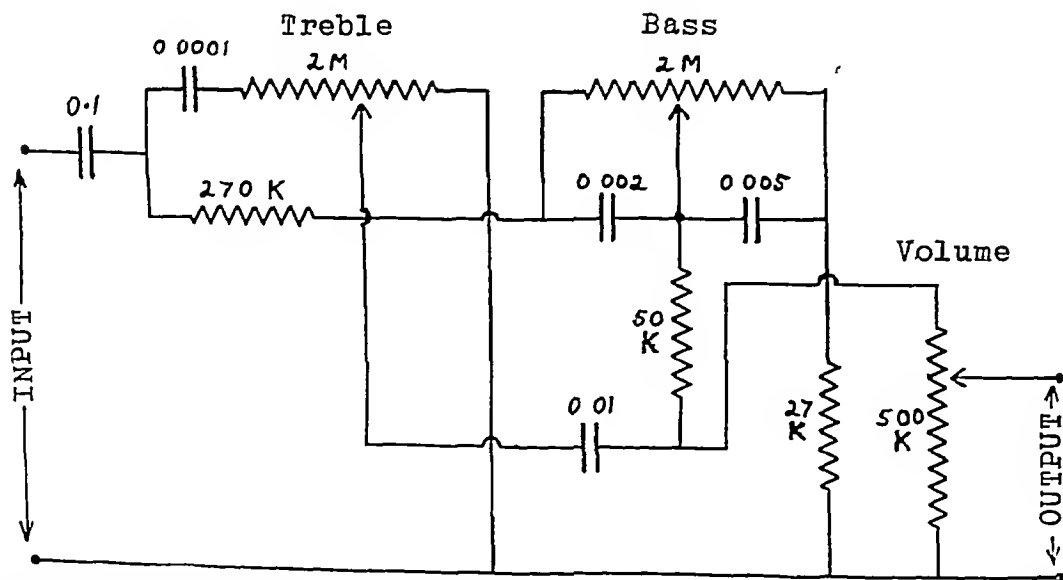 Treble
Bass
0 0001
2M
2M
0.1
270 K
0 002
0 005
Volume
50
K
INPUT
0 01
27
K
500
K
OUTPUT